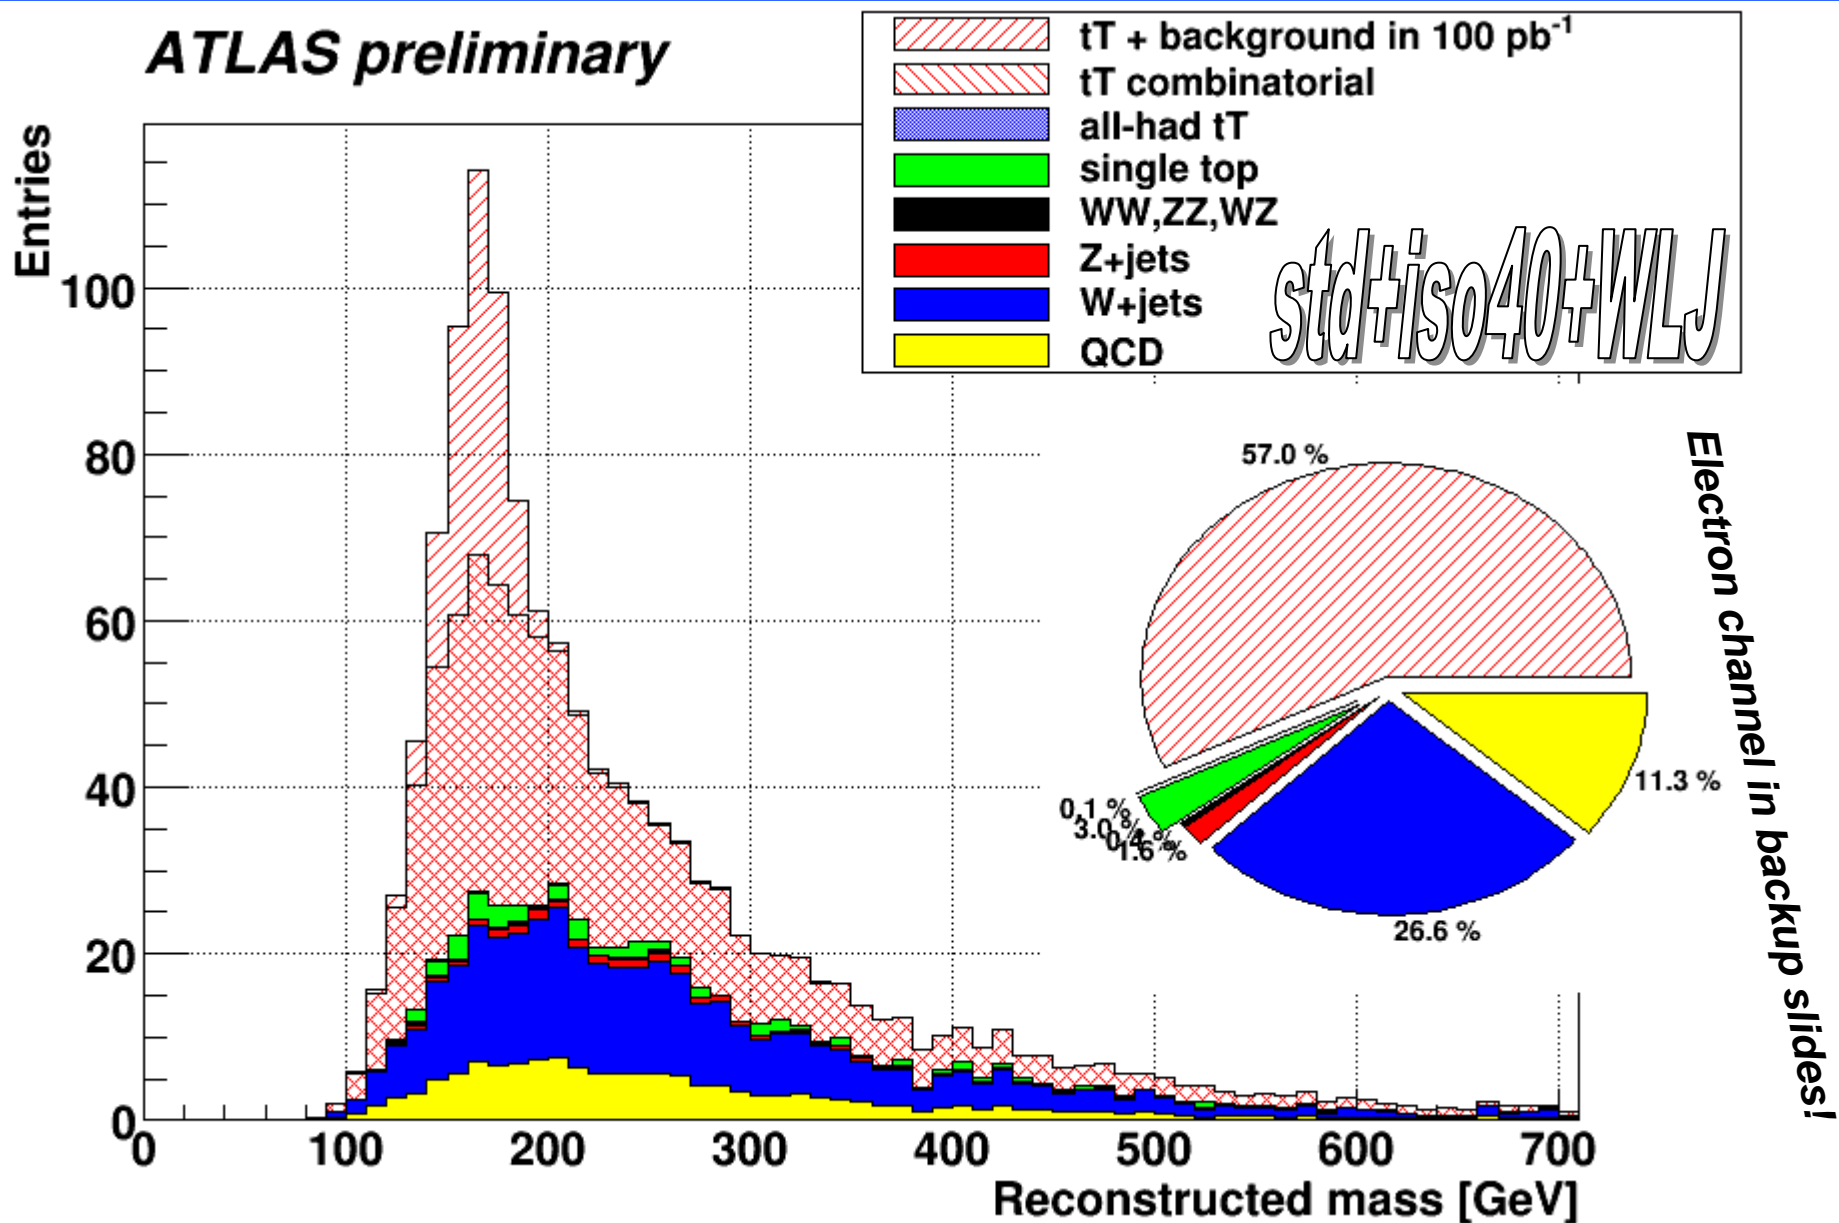 ATLAS preliminary
tT + background in 100 pb-1
tT combinatorial
all-had tT
single top
WW,ZZ,WZ
Z+jets
W+jets
QCD
std+iso40+WLJ
Entries
100
80
60
40
20
0
0 100 200 300 400 500 600 700
Reconstructed mass [GeV]
57.0 %
11.3 %
26.6 %
0.1 %
3.0 %
0.4 %
1.6 %
Electron channel in backup slides!